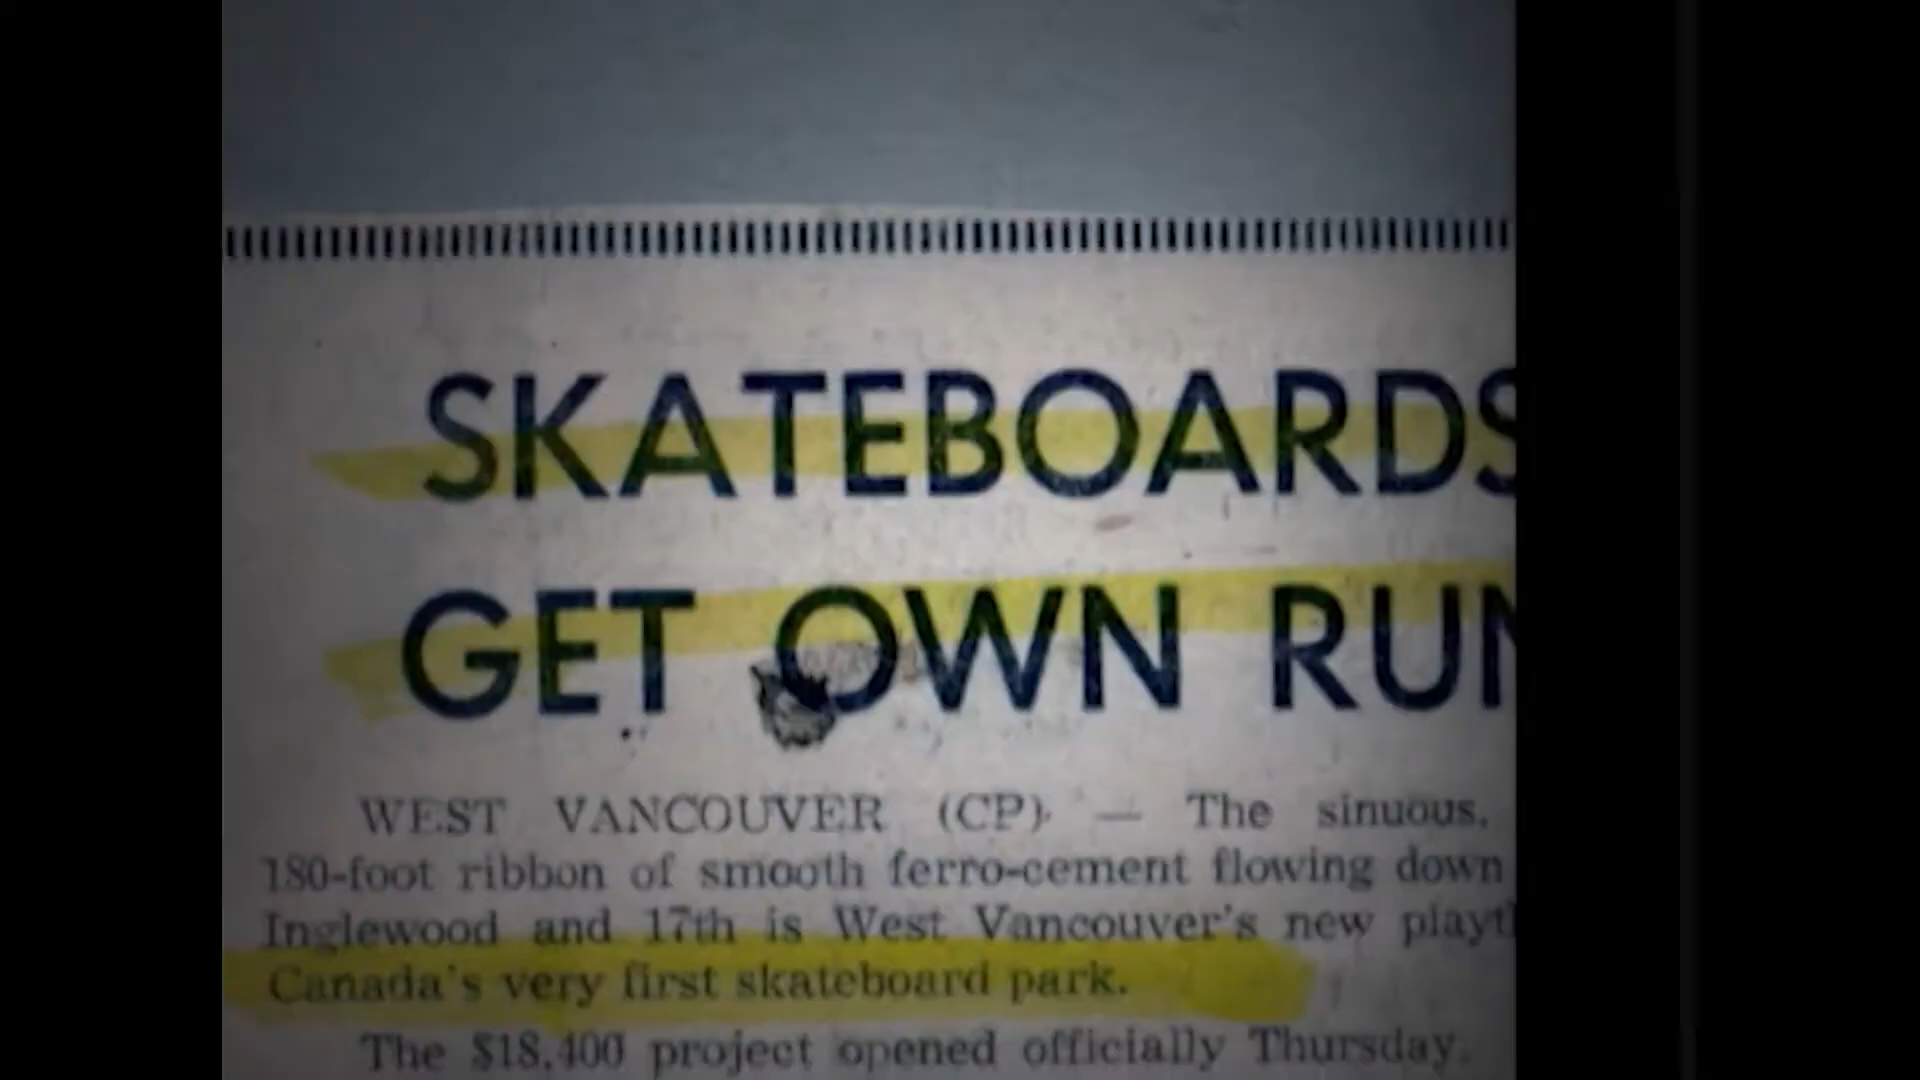 SKATEBOARDS
GET OWN RUN
WEST VANCOUVER (CP) — The sinuous,
180-foot ribbon of smooth ferro-cement flowing down
Inglewood and 17th is West Vancouver's new playth
Canada's very first skateboard park.
The $18,400 project opened officially Thursday.